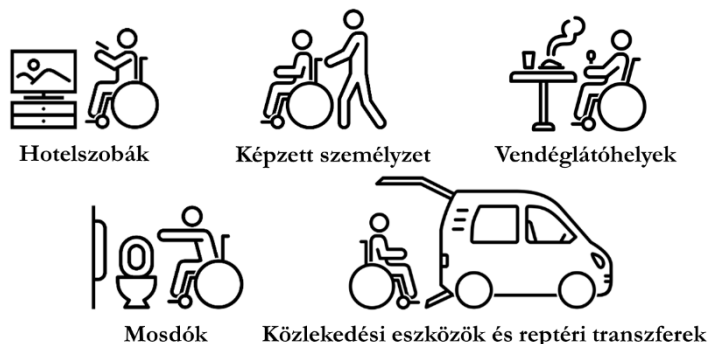 Hotelszobák
Képzett személyzet
Vendéglátóhelyek
Mosdók
Közlekedési eszközök és reptéri transzferek